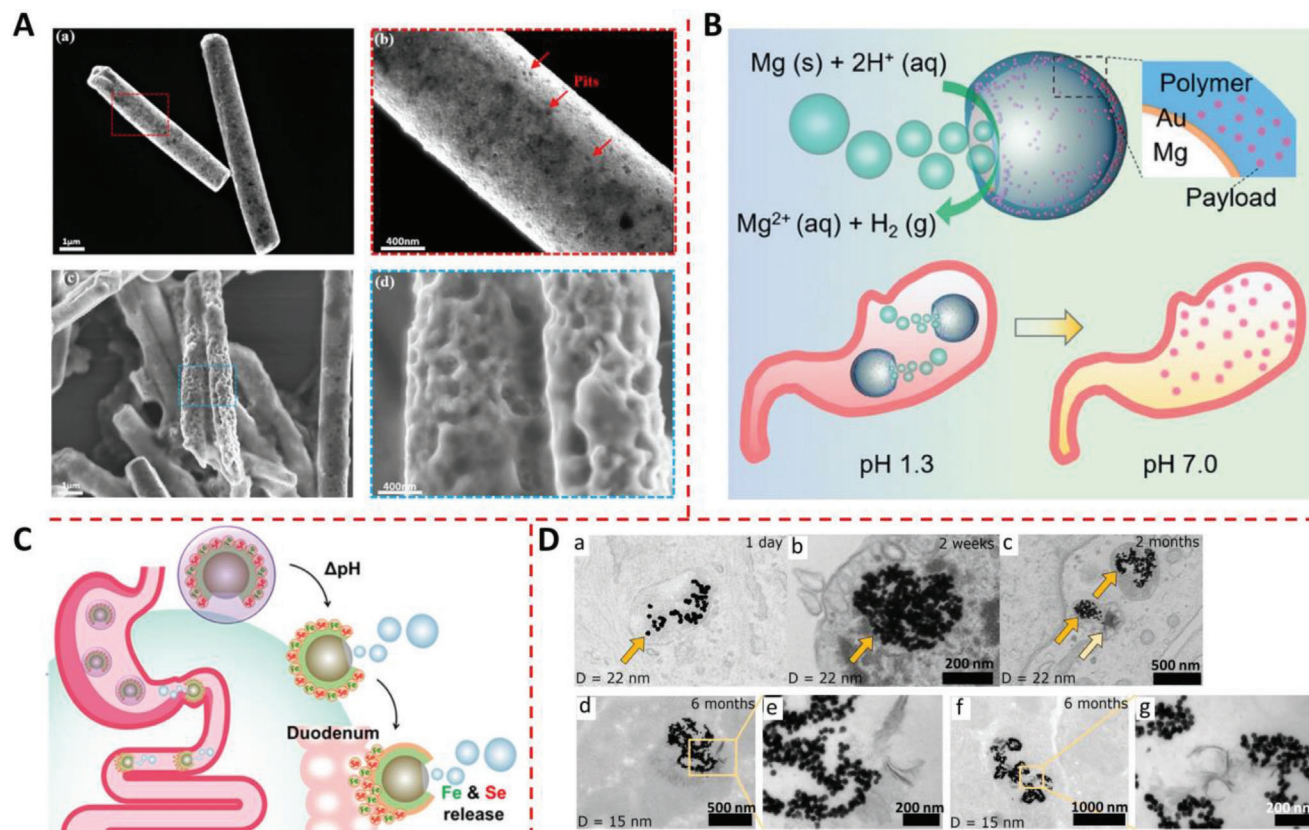 A
(a)
1μm
(b)
Pits
400nm
(c)
1μm
(d)
400nm
B
Mg (s) + 2H⁺ (aq)
Mg²⁺ (aq) + H₂ (g)
Polymer
Au
Mg
Payload
pH 1.3
pH 7.0
C
ΔpH
Duodenum
Fe & Se
release
D
a
1 day
D = 22 nm
b
2 weeks
200 nm
c
2 months
D = 22 nm
500 nm
d
6 months
D = 15 nm
500 nm
e
200 nm
f
6 months
D = 15 nm
1000 nm
g
200 nm